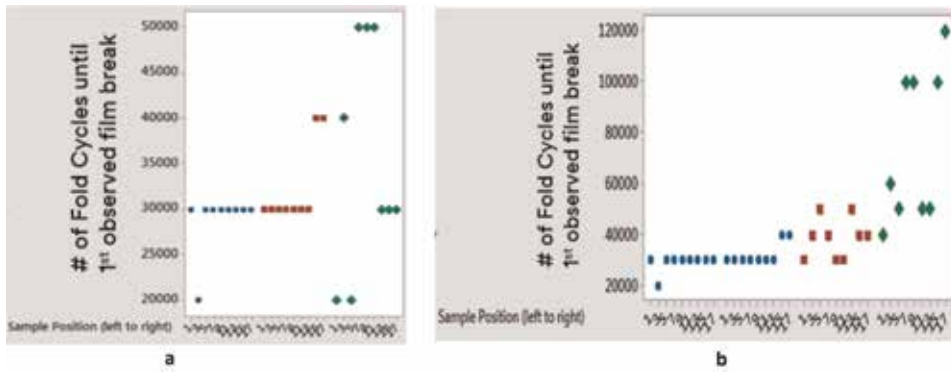 # of Fold Cycles until
1st observed film break
50000
45000
40000
35000
30000
25000
20000
Sample Position (left to right)
a
# of Fold Cycles until
1st observed film break
120000
100000
80000
60000
40000
20000
Sample Position (left to right)
b